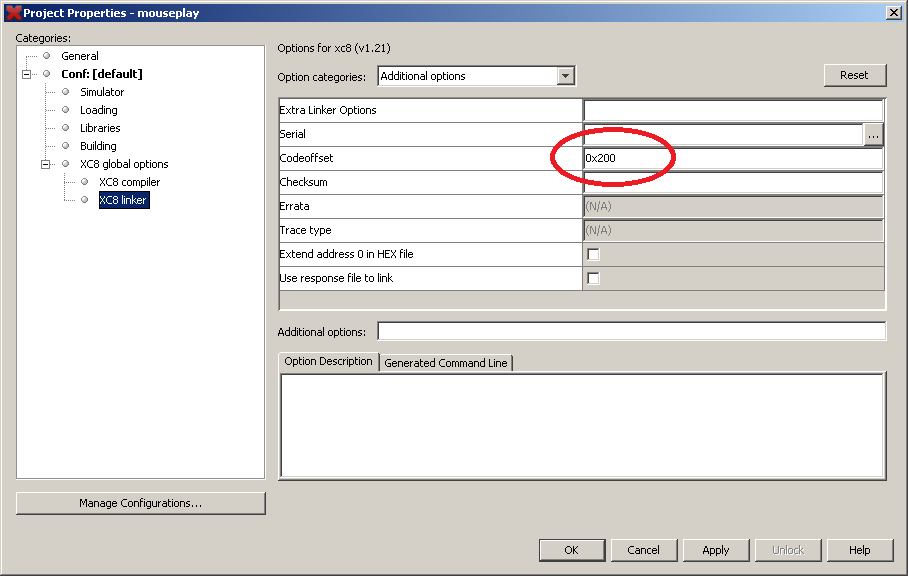 Project Properties - mouseplay
Categories:
General
Conf: [default]
Simulator
Loading
Libraries
Building
XC8 global options
XC8 compiler
XC8 linker
Manage Configurations...
Options for xc8 (v1.21)
Option categories: Additional options Reset
Extra Linker Options
Serial ...
Codeoffset 0x200
Checksum
Errata (N/A)
Trace type (N/A)
Extend address 0 in HEX file
Use response file to link
Additional options:
Option Description Generated Command Line
OK Cancel Apply Unlock Help